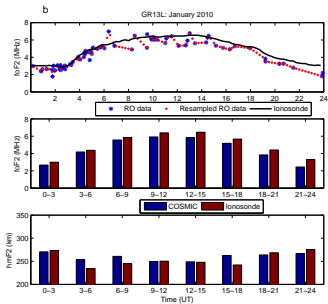 b
GR13L: January 2010
foF2 (MHz)
8
6
4
2
0
2 4 6 8 10 12 14 16 18 20 22 24
RO data Resampled RO data Ionosonde
foF2 (MHz)
8
6
4
2
0
0−3 3−6 6−9 9−12 12−15 15−18 18−21 21−24
COSMIC Ionosonde
hmF2 (km)
350
300
250
200
0−3 3−6 6−9 9−12 12−15 15−18 18−21 21−24
Time (UT)